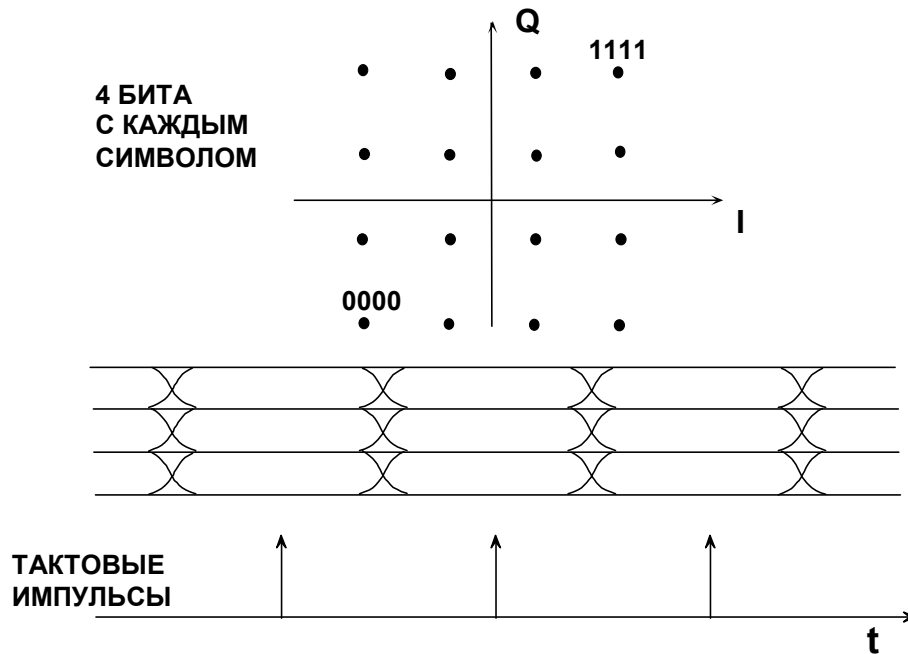 Q
1111
4 БИТА
С КАЖДЫМ
СИМВОЛОМ
I
0000
ТАКТОВЫЕ
ИМПУЛЬСЫ
t